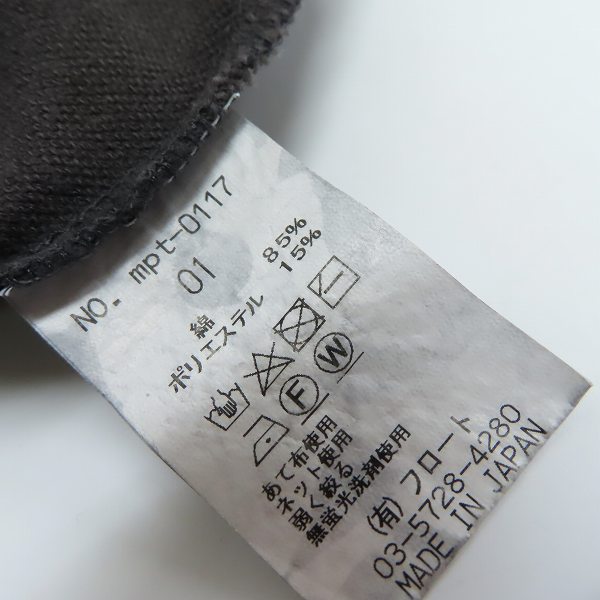 No. mpt-0117
01
綿 85%
ポリエステル 15%
F W
あて布使用
ネット使用
弱く絞る
無蛍光洗剤使用
(有)フロート
03-5728-4280
MADE IN JAPAN